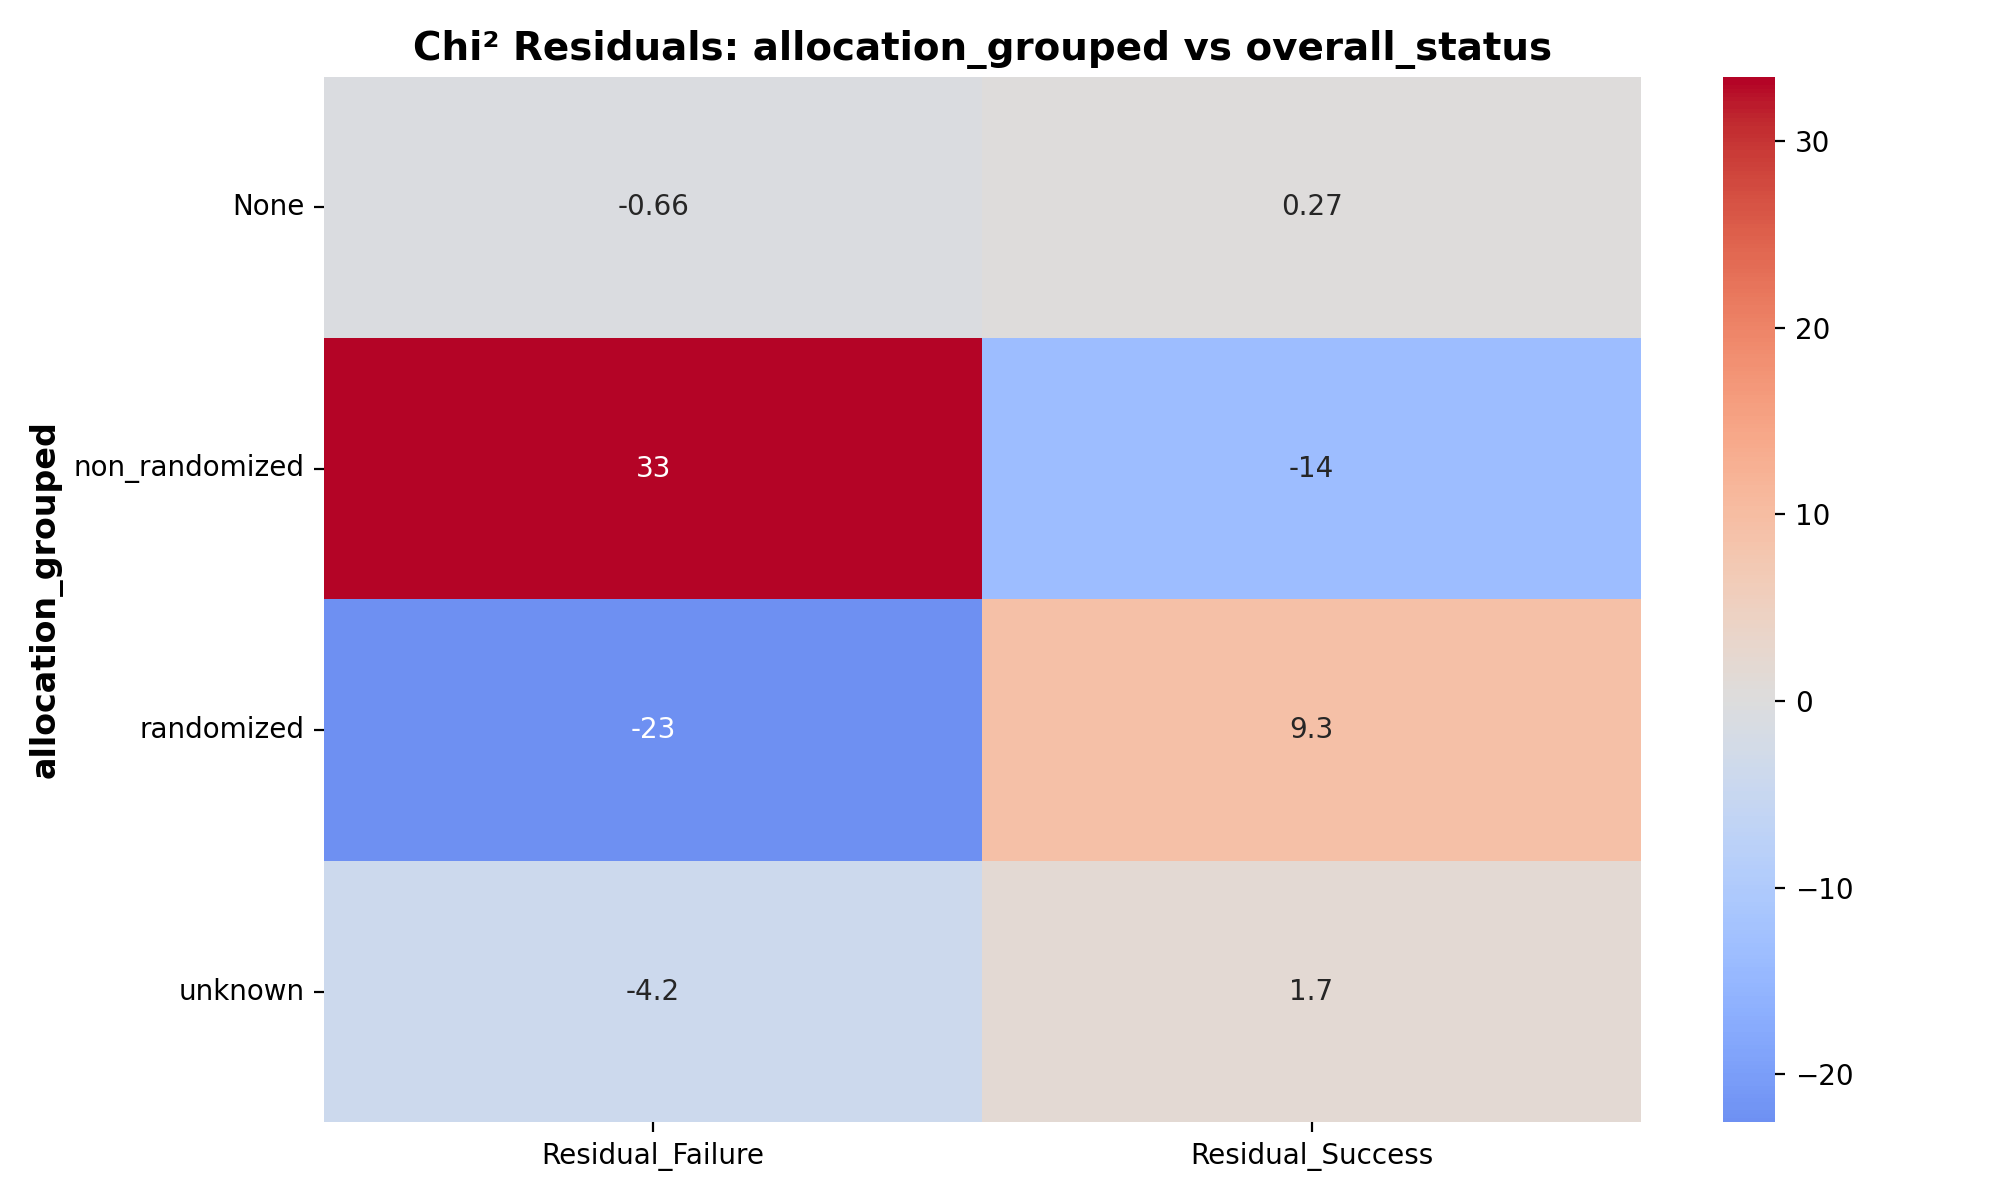 Chi² Residuals: allocation_grouped vs overall_status
allocation_grouped
None
-0.66
0.27
non_randomized
33
-14
randomized
-23
9.3
unknown
-4.2
1.7
Residual_Failure
Residual_Success
30
20
10
0
−10
−20